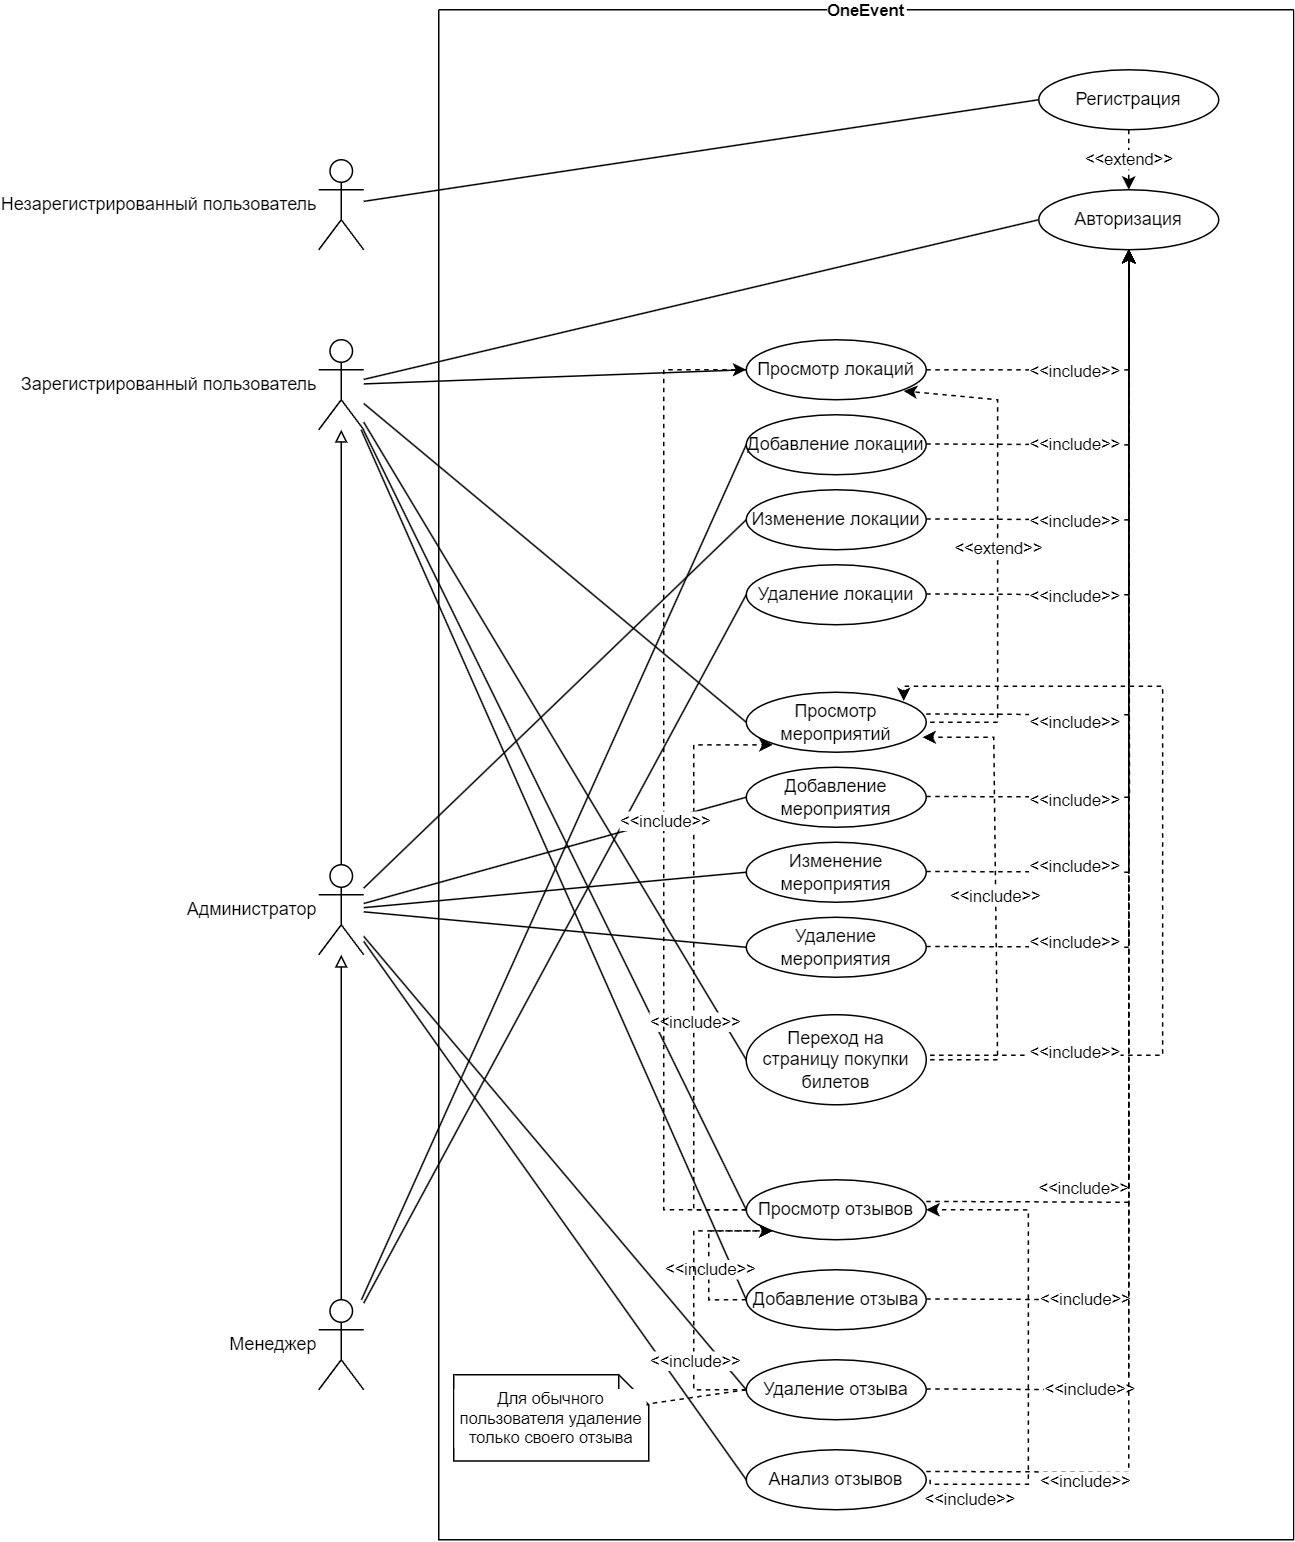 OneEvent
Регистрация
<<extend>>
Незарегистрированный пользователь
Авторизация
Зарегистрированный пользователь
Просмотр локаций
<<include>>
Добавление локации
<<include>>
Изменение локации
<<include>>
<<extend>>
Удаление локации
<<include>>
Просмотр
мероприятий
<<include>>
Добавление
мероприятия
<<include>>
<<include>>
Изменение
мероприятия
<<include>>
<<include>>
Администратор
Удаление
мероприятия
<<include>>
<<include>>
Переход на
страницу покупки
билетов
<<include>>
<<include>>
Просмотр отзывов
<<include>>
Добавление отзыва
<<include>>
Менеджер
<<include>>
Удаление отзыва
<<include>>
Для обычного
пользователя удаление
только своего отзыва
Анализ отзывов
<<include>>
<<include>>